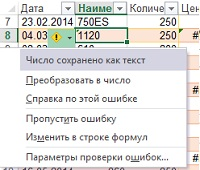 Дата Наиме Количе Цен
7 23.02.2014 750ES 250
8 04.03 1120 250 #
Число сохранено как текст
Преобразовать в число
Справка по этой ошибке
Пропустить ошибку
Изменить в строке формул
Параметры проверки ошибок...